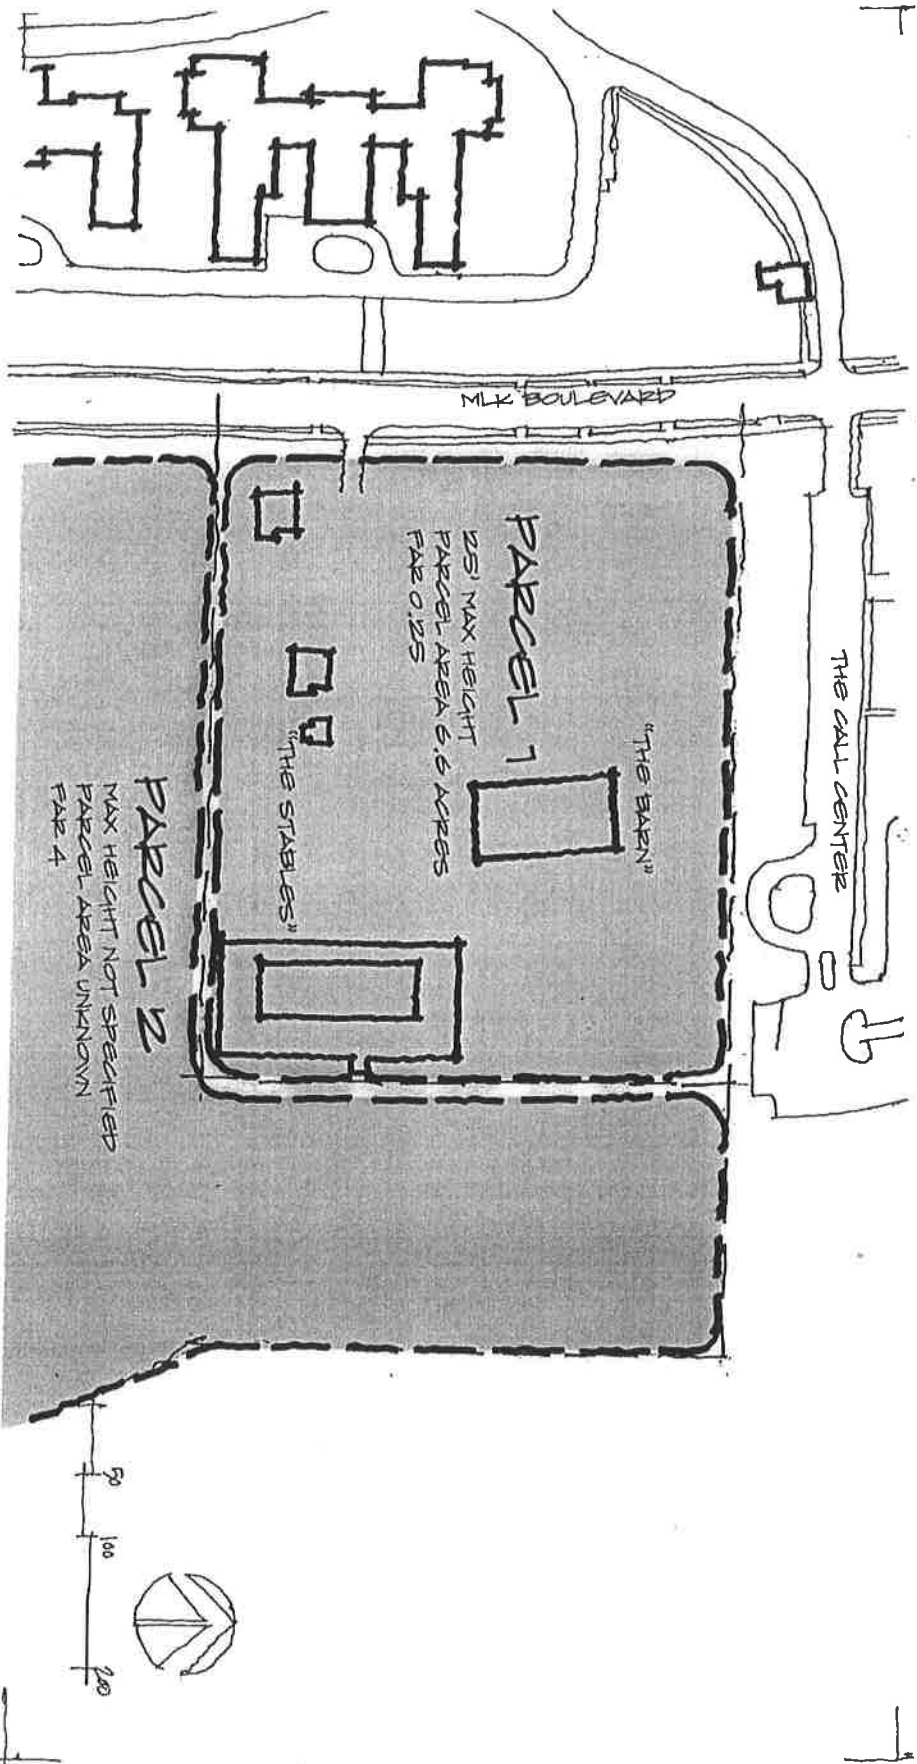 MLK BOULEVARD
THE CALL CENTER
"THE BARN"
PARCEL 1
25' MAX HEIGHT
PARCEL AREA 6.6 ACRES
FAR 0.25
"THE STABLES"
PARCEL 2
MAX HEIGHT NOT SPECIFIED
PARCEL AREA UNKNOWN
FAR 4
50
100
200